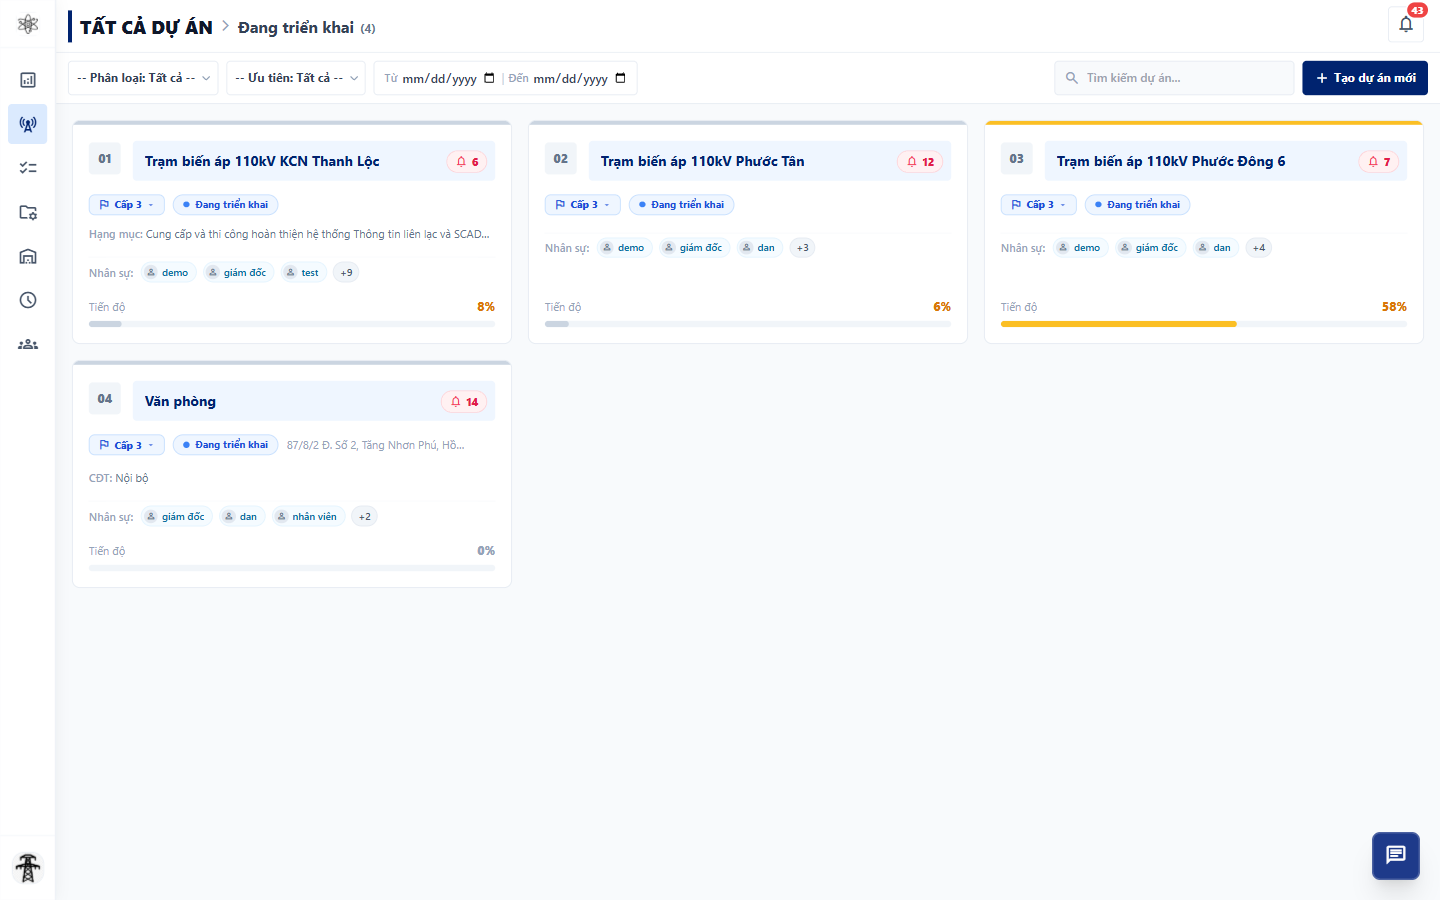 TẤT CẢ DỰ ÁN > Đang triển khai (4)
43
-- Phân loại: Tất cả -- -- Ưu tiên: Tất cả -- Từ mm/dd/yyyy | Đến mm/dd/yyyy Tìm kiếm dự án... + Tạo dự án mới
01 Trạm biến áp 110kV KCN Thanh Lộc 6
Cấp 3 - Đang triển khai
Hạng mục: Cung cấp và thi công hoàn thiện hệ thống Thông tin liên lạc và SCAD...
Nhân sự: demo giám đốc test +9
Tiến độ 8%
02 Trạm biến áp 110kV Phước Tân 12
Cấp 3 - Đang triển khai
Nhân sự: demo giám đốc dan +3
Tiến độ 6%
03 Trạm biến áp 110kV Phước Đông 6 7
Cấp 3 - Đang triển khai
Nhân sự: demo giám đốc dan +4
Tiến độ 58%
04 Văn phòng 14
Cấp 3 - Đang triển khai 87/8/2 Đ. Số 2, Tăng Nhơn Phú, Hồ...
CĐT: Nội bộ
Nhân sự: giám đốc dan nhân viên +2
Tiến độ 0%